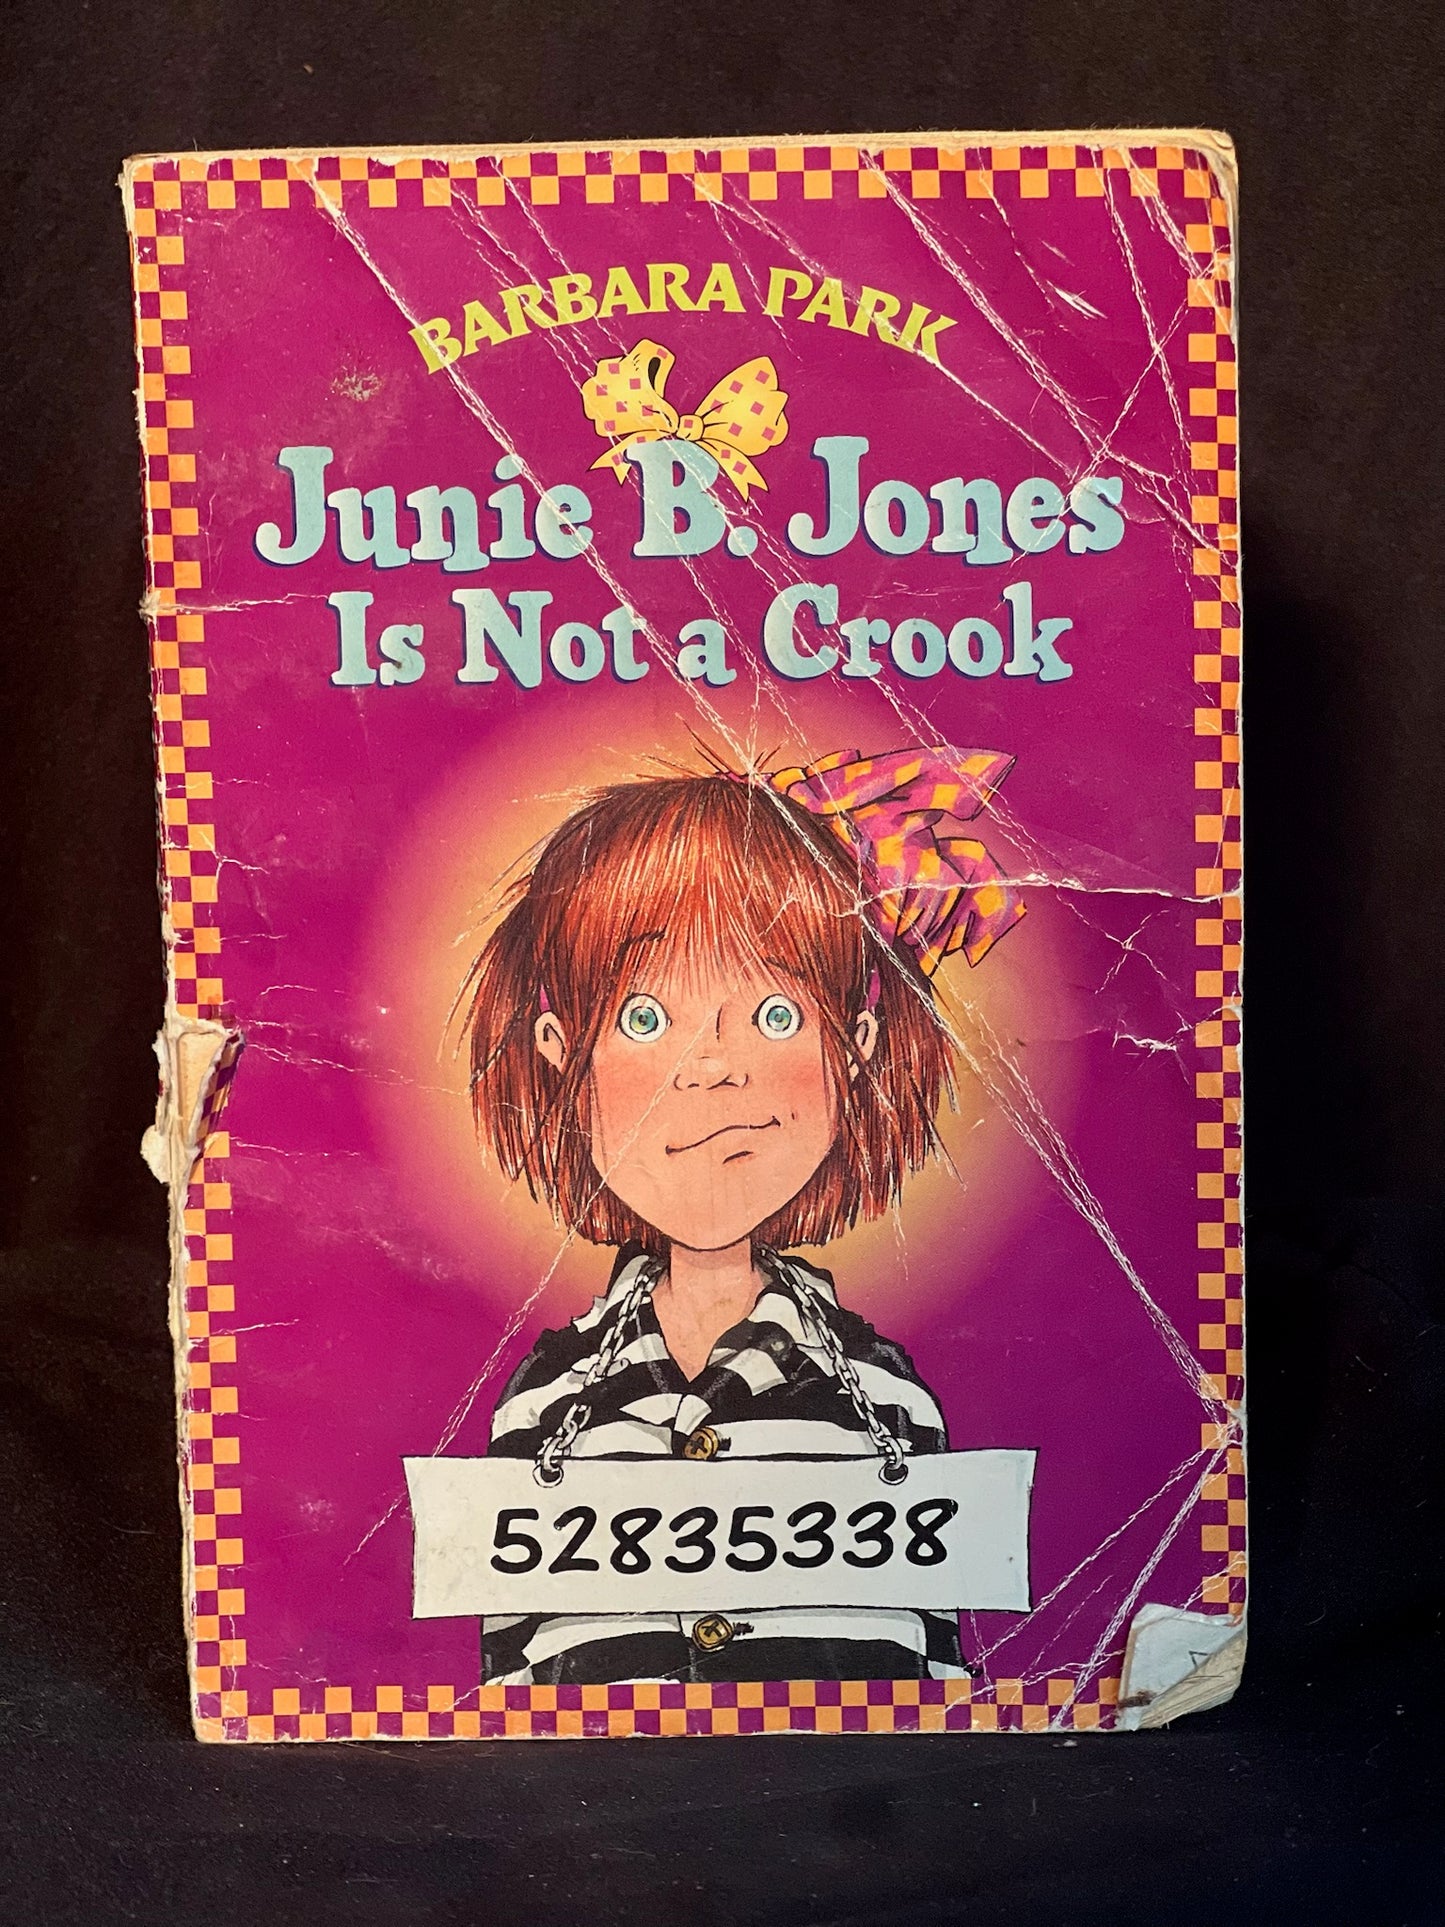 BARBARA PARK
Junie B. Jones
Is Not a Crook
52835338